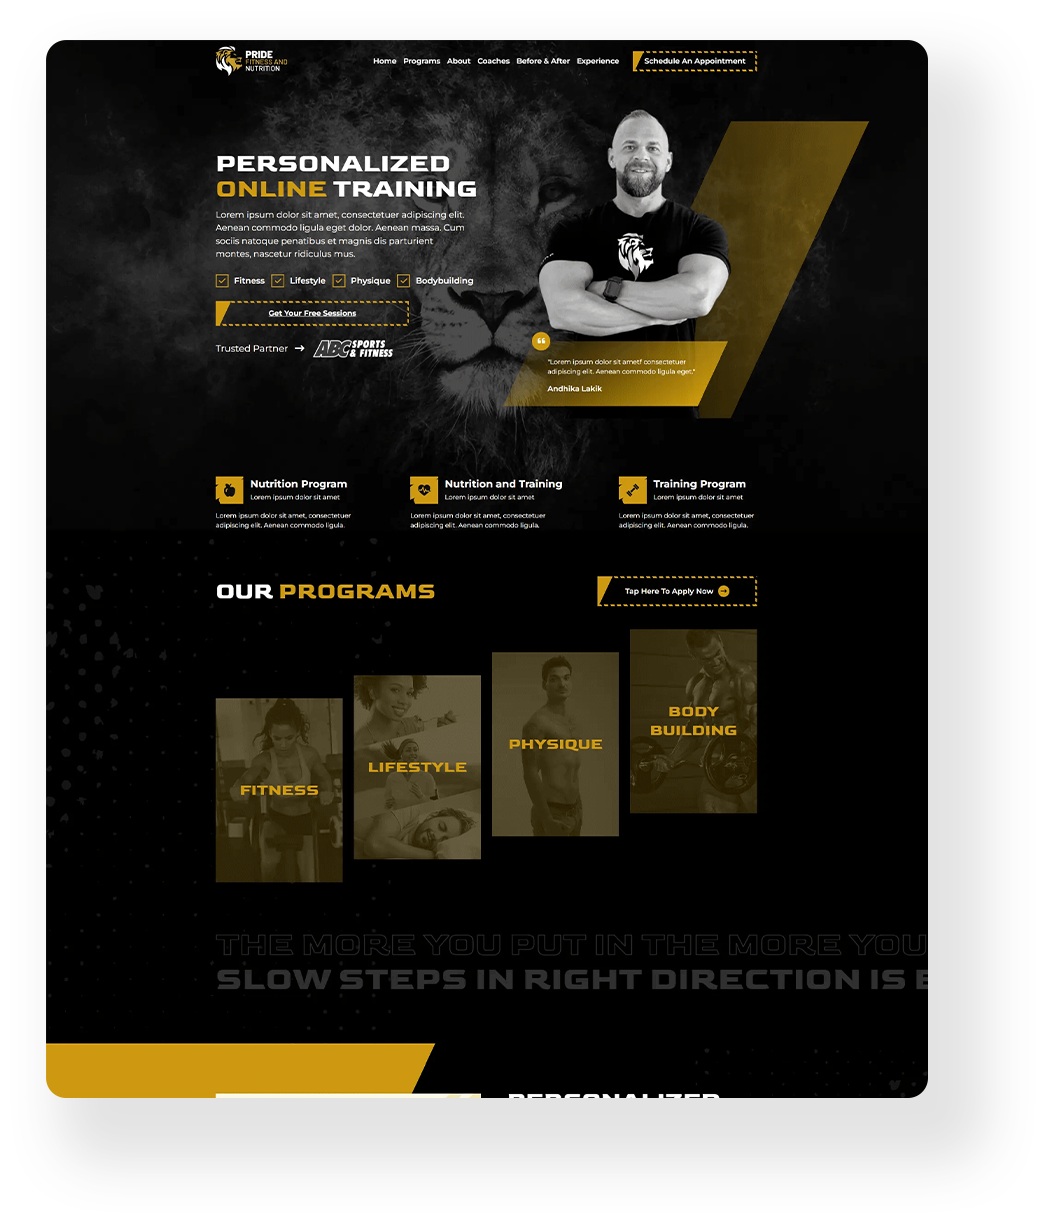 PRIDE
FITNESS AND
NUTRITION
Home Programs About Coaches Before & After Experience
Schedule An Appointment
PERSONALIZED
ONLINE TRAINING
Lorem ipsum dolor sit amet, consectetuer adipiscing elit.
Aenean commodo ligula eget dolor. Aenean massa. Cum
sociis natoque penatibus et magnis dis parturient
montes, nascetur ridiculus mus.
Fitness Lifestyle Physique Bodybuilding
Get Your Free Sessions
Trusted Partner → ABC SPORTS
& FITNESS
"Lorem ipsum dolor sit ametf consectetuer
adipiscing elit. Aenean commodo ligula eget."
Andhika Lakik
Nutrition Program
Lorem ipsum dolor sit amet
Lorem ipsum dolor sit amet, consectetuer
adipiscing elit. Aenean commodo ligula.
Nutrition and Training
Lorem ipsum dolor sit amet
Lorem ipsum dolor sit amet, consectetuer
adipiscing elit. Aenean commodo ligula.
Training Program
Lorem ipsum dolor sit amet
Lorem ipsum dolor sit amet, consectetuer
adipiscing elit. Aenean commodo ligula.
OUR PROGRAMS
Tap Here To Apply Now
FITNESS
LIFESTYLE
PHYSIQUE
BODY
BUILDING
THE MORE YOU PUT IN THE MORE YOU
SLOW STEPS IN RIGHT DIRECTION IS
PERSONALIZED